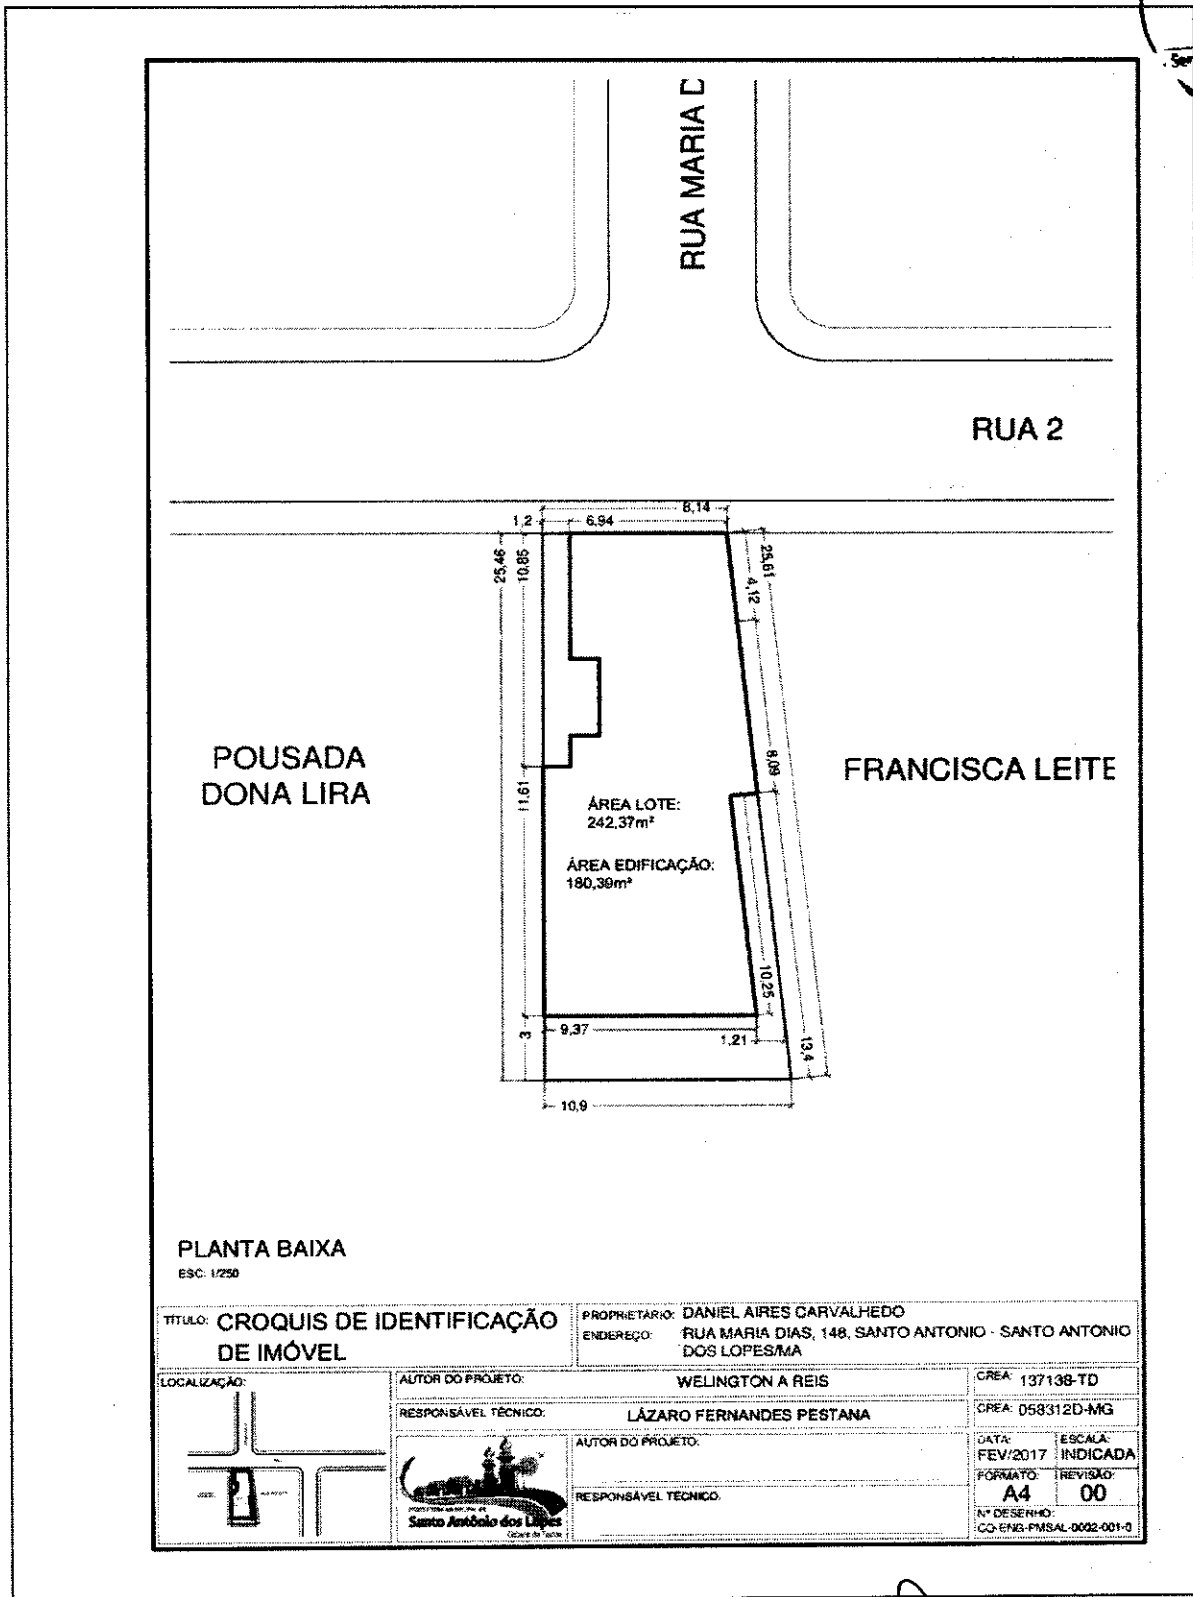 RUA MARIA D
RUA 2
8,14
1,2
6,94
25,46
10,85
25,61
4,12
8,09
POUSADA
DONA LIRA
FRANCISCA LEITE
11,61
ÁREA LOTE:
242,37m²
ÁREA EDIFICAÇÃO:
180,39m²
10,25
3
9,37
1,21
13,4
10,9
PLANTA BAIXA
ESC: 1/250
TÍTULO: CROQUIS DE IDENTIFICAÇÃO
DE IMÓVEL
PROPRIETÁRIO: DANIEL AIRES CARVALHEDO
ENDEREÇO: RUA MARIA DIAS, 148, SANTO ANTONIO - SANTO ANTONIO
DOS LOPES/MA
LOCALIZAÇÃO:
AUTOR DO PROJETO: WELINGTON A REIS
CREA: 137138-TD
RESPONSÁVEL TÉCNICO: LÁZARO FERNANDES PESTANA
CREA: 058312D-MG
Santo Antônio dos Lopes
AUTOR DO PROJETO:
RESPONSÁVEL TÉCNICO:
DATA: FEV/2017
ESCALA: INDICADA
FORMATO: A4
REVISÃO: 00
N° DESENHO:
CQ-ENG-PMSAL-0002-001-0